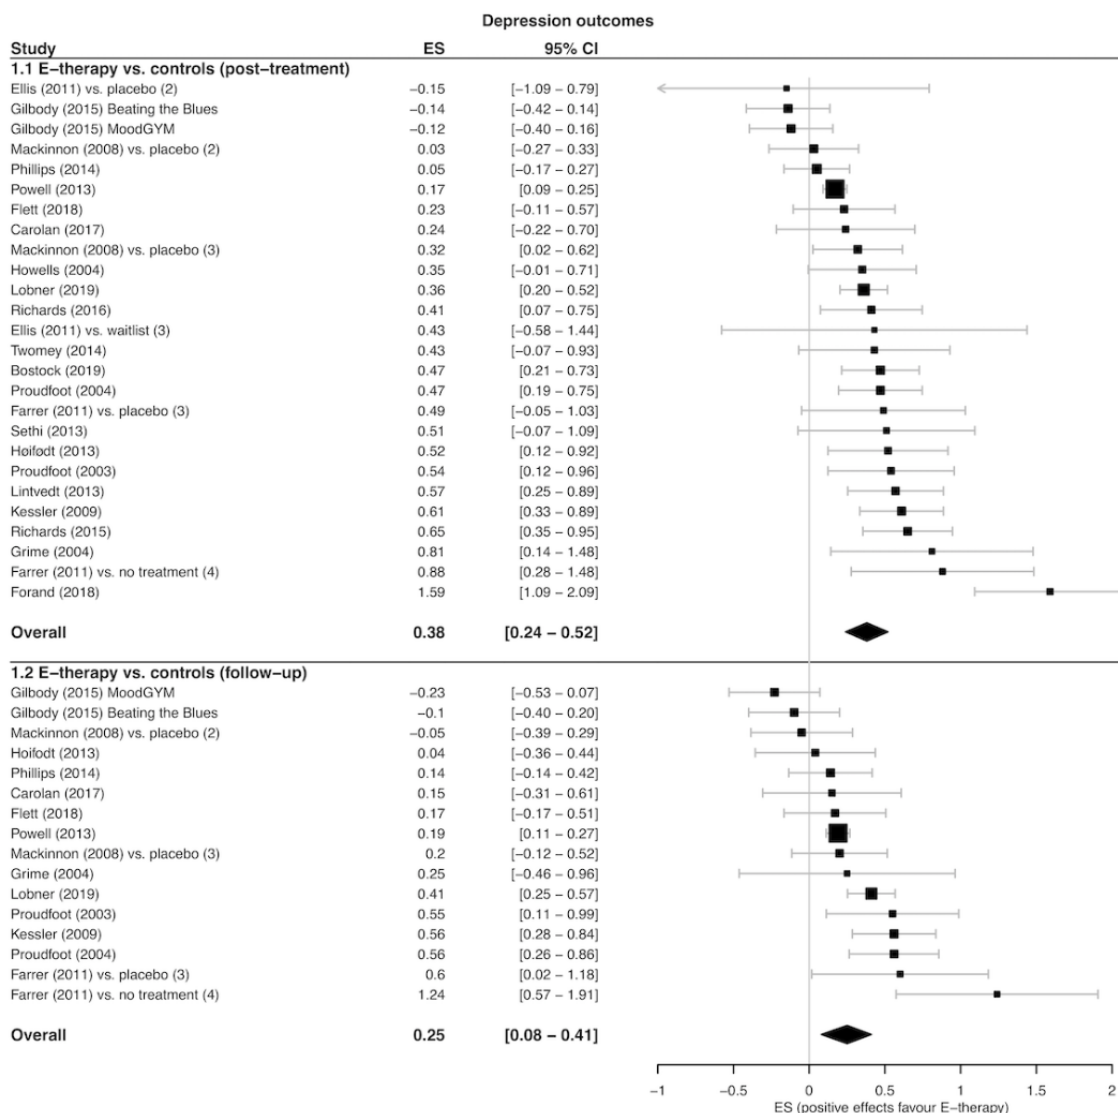 Depression outcomes
Study ES 95% CI
1.1 E–therapy vs. controls (post–treatment)
Ellis (2011) vs. placebo (2) −0.15 [−1.09 – 0.79]
Gilbody (2015) Beating the Blues −0.14 [−0.42 – 0.14]
Gilbody (2015) MoodGYM −0.12 [−0.40 – 0.16]
Mackinnon (2008) vs. placebo (2) 0.03 [−0.27 – 0.33]
Phillips (2014) 0.05 [−0.17 – 0.27]
Powell (2013) 0.17 [0.09 – 0.25]
Flett (2018) 0.23 [−0.11 – 0.57]
Carolan (2017) 0.24 [−0.22 – 0.70]
Mackinnon (2008) vs. placebo (3) 0.32 [0.02 – 0.62]
Howells (2004) 0.35 [−0.01 – 0.71]
Lobner (2019) 0.36 [0.20 – 0.52]
Richards (2016) 0.41 [0.07 – 0.75]
Ellis (2011) vs. waitlist (3) 0.43 [−0.58 – 1.44]
Twomey (2014) 0.43 [−0.07 – 0.93]
Bostock (2019) 0.47 [0.21 – 0.73]
Proudfoot (2004) 0.47 [0.19 – 0.75]
Farrer (2011) vs. placebo (3) 0.49 [−0.05 – 1.03]
Sethi (2013) 0.51 [−0.07 – 1.09]
Høifødt (2013) 0.52 [0.12 – 0.92]
Proudfoot (2003) 0.54 [0.12 – 0.96]
Lintvedt (2013) 0.57 [0.25 – 0.89]
Kessler (2009) 0.61 [0.33 – 0.89]
Richards (2015) 0.65 [0.35 – 0.95]
Grime (2004) 0.81 [0.14 – 1.48]
Farrer (2011) vs. no treatment (4) 0.88 [0.28 – 1.48]
Forand (2018) 1.59 [1.09 – 2.09]
Overall 0.38 [0.24 – 0.52]
1.2 E–therapy vs. controls (follow–up)
Gilbody (2015) MoodGYM −0.23 [−0.53 – 0.07]
Gilbody (2015) Beating the Blues −0.1 [−0.40 – 0.20]
Mackinnon (2008) vs. placebo (2) −0.05 [−0.39 – 0.29]
Hoifodt (2013) 0.04 [−0.36 – 0.44]
Phillips (2014) 0.14 [−0.14 – 0.42]
Carolan (2017) 0.15 [−0.31 – 0.61]
Flett (2018) 0.17 [−0.17 – 0.51]
Powell (2013) 0.19 [0.11 – 0.27]
Mackinnon (2008) vs. placebo (3) 0.2 [−0.12 – 0.52]
Grime (2004) 0.25 [−0.46 – 0.96]
Lobner (2019) 0.41 [0.25 – 0.57]
Proudfoot (2003) 0.55 [0.11 – 0.99]
Kessler (2009) 0.56 [0.28 – 0.84]
Proudfoot (2004) 0.56 [0.26 – 0.86]
Farrer (2011) vs. placebo (3) 0.6 [0.02 – 1.18]
Farrer (2011) vs. no treatment (4) 1.24 [0.57 – 1.91]
Overall 0.25 [0.08 – 0.41]
−1 −0.5 0 0.5 1 1.5 2
ES (positive effects favour E–therapy)